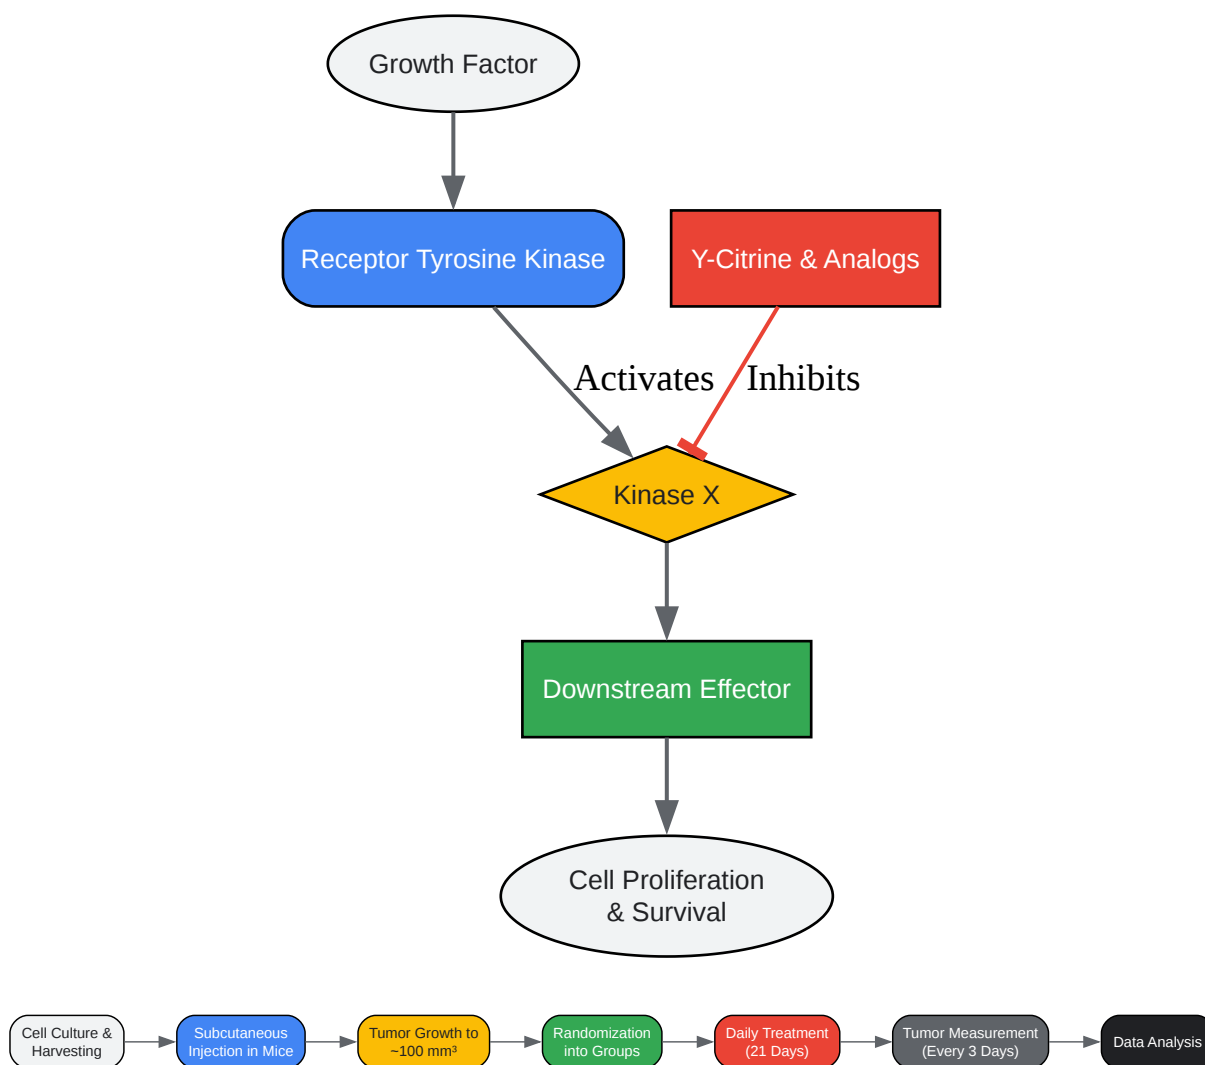 Growth Factor
Receptor Tyrosine Kinase
Y-Citrine & Analogs
Activates
Inhibits
Kinase X
Downstream Effector
Cell Proliferation
& Survival
Cell Culture &
Harvesting
Subcutaneous
Injection in Mice
Tumor Growth to
~100 mm³
Randomization
into Groups
Daily Treatment
(21 Days)
Tumor Measurement
(Every 3 Days)
Data Analysis